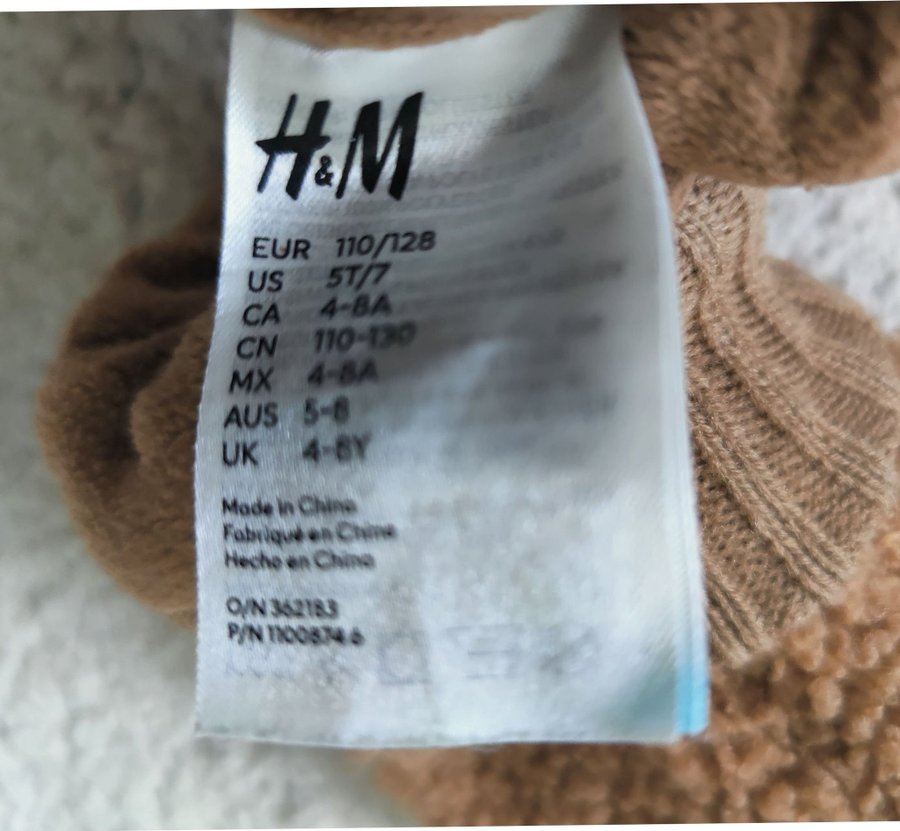 H&M
EUR 110/128
US 5T/7
CA 4-8A
CN 110-130
MX 4-8A
AUS 5-8
UK 4-8Y
Made in China
Fabriqué en Chine
Hecho en China
O/N 362183
P/N 1100874 6